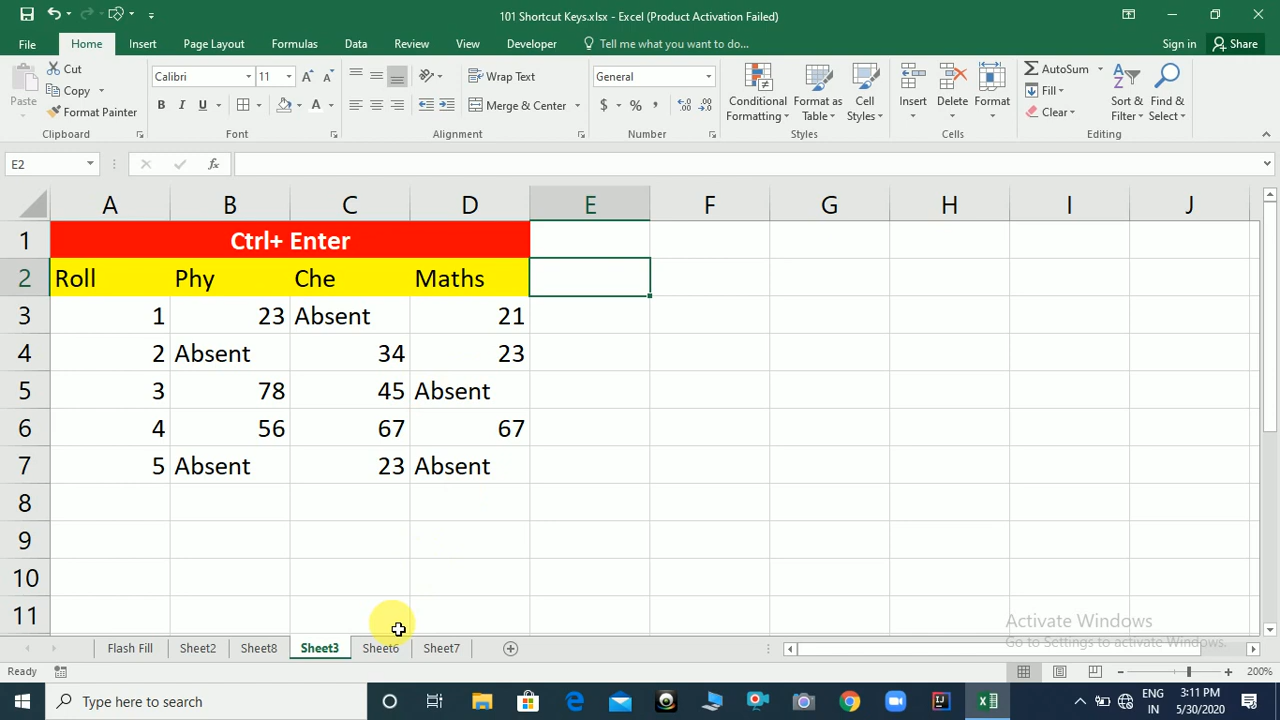 101 Shortcut Keys.xlsx - Excel (Product Activation Failed)
File Home Insert Page Layout Formulas Data Review View Developer Tell me what you want to do... Sign in Share
Paste Cut Copy Format Painter Clipboard
Calibri 11 B I U A Font
Wrap Text Merge & Center Alignment
General $ % , Number
Conditional Formatting Format as Table Cell Styles Styles
Insert Delete Format Cells
AutoSum Fill Clear Sort & Filter Find & Select Editing
E2 fx
A B C D E F G H I J
1 Ctrl+ Enter
2 Roll Phy Che Maths
3 1 23 Absent 21
4 2 Absent 34 23
5 3 78 45 Absent
6 4 56 67 67
7 5 Absent 23 Absent
8
9
10
11
Activate Windows
Go to Settings to activate Windows.
Flash Fill Sheet2 Sheet8 Sheet3 Sheet6 Sheet7
Ready 200%
Type here to search ENG IN 3:11 PM 5/30/2020